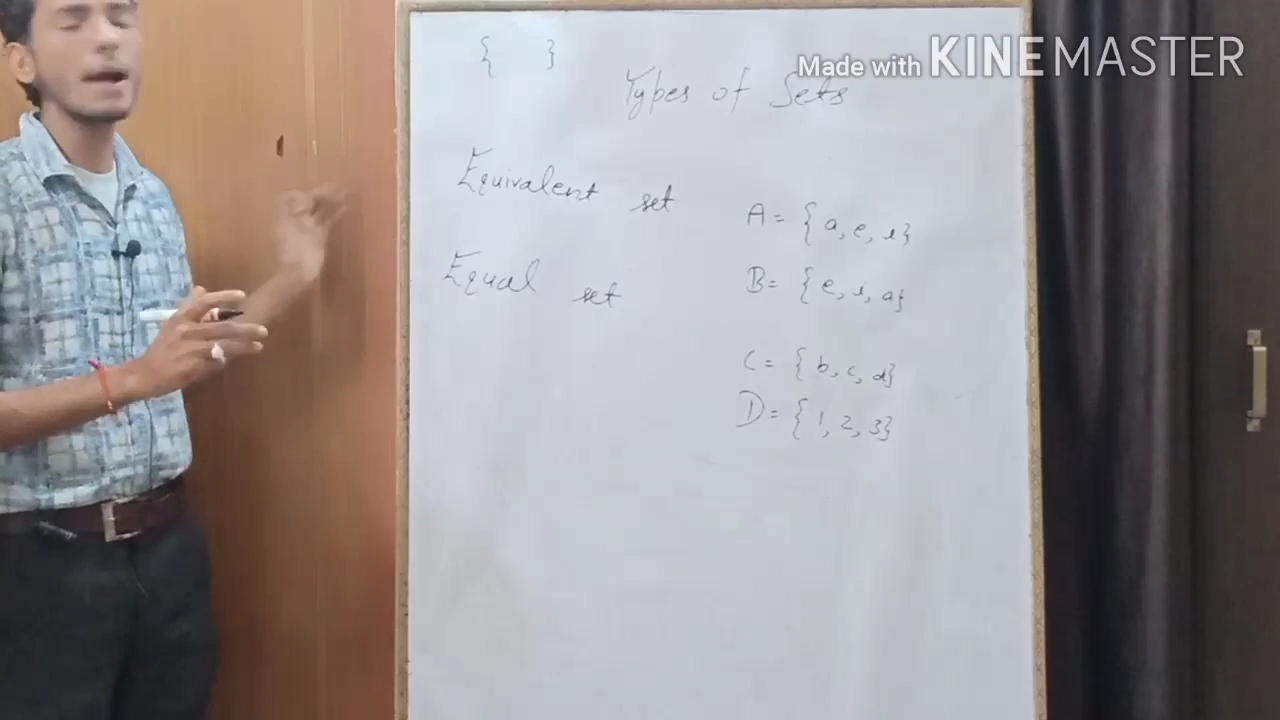 { }
Made with KINEMASTER
Types of Sets
Equivalent set
A = { a, e, i}
B = { e, i, a}
Equal set
C = { b, c, d}
D = { 1, 2, 3}